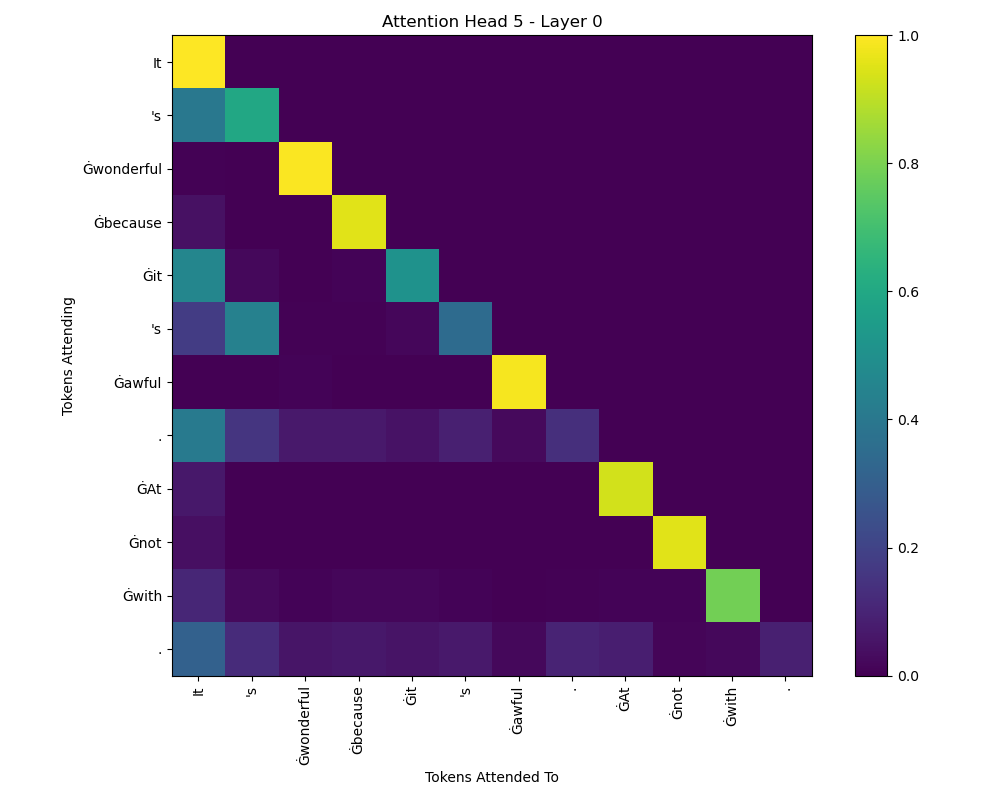 Attention Head 5 - Layer 0
It
's
Ġwonderful
Ġbecause
Ġit
's
Ġawful
.
ĠAt
Ġnot
Ġwith
.
Tokens Attending
It
's
Ġwonderful
Ġbecause
Ġit
's
Ġawful
.
ĠAt
Ġnot
Ġwith
.
Tokens Attended To
1.0
0.8
0.6
0.4
0.2
0.0